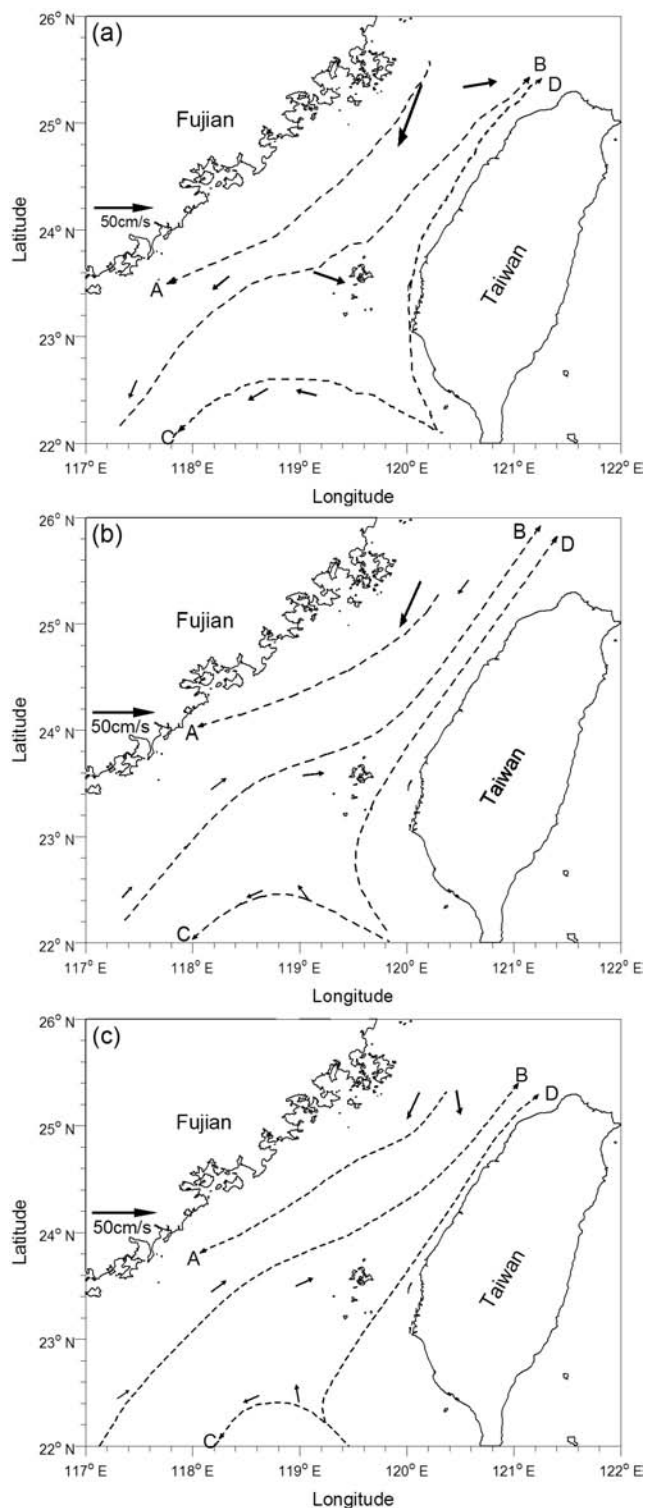 (a)
26° N
25° N
24° N
23° N
22° N
Latitude
Fujian
50cm/s
Taiwan
A
B
D
C
117° E
118° E
119° E
120° E
121° E
122° E
Longitude
(b)
26° N
25° N
24° N
23° N
22° N
Latitude
Fujian
50cm/s
Taiwan
A
B
D
C
117° E
118° E
119° E
120° E
121° E
122° E
Longitude
(c)
26° N
25° N
24° N
23° N
22° N
Latitude
Fujian
50cm/s
Taiwan
A
B
D
C
117° E
118° E
119° E
120° E
121° E
122° E
Longitude